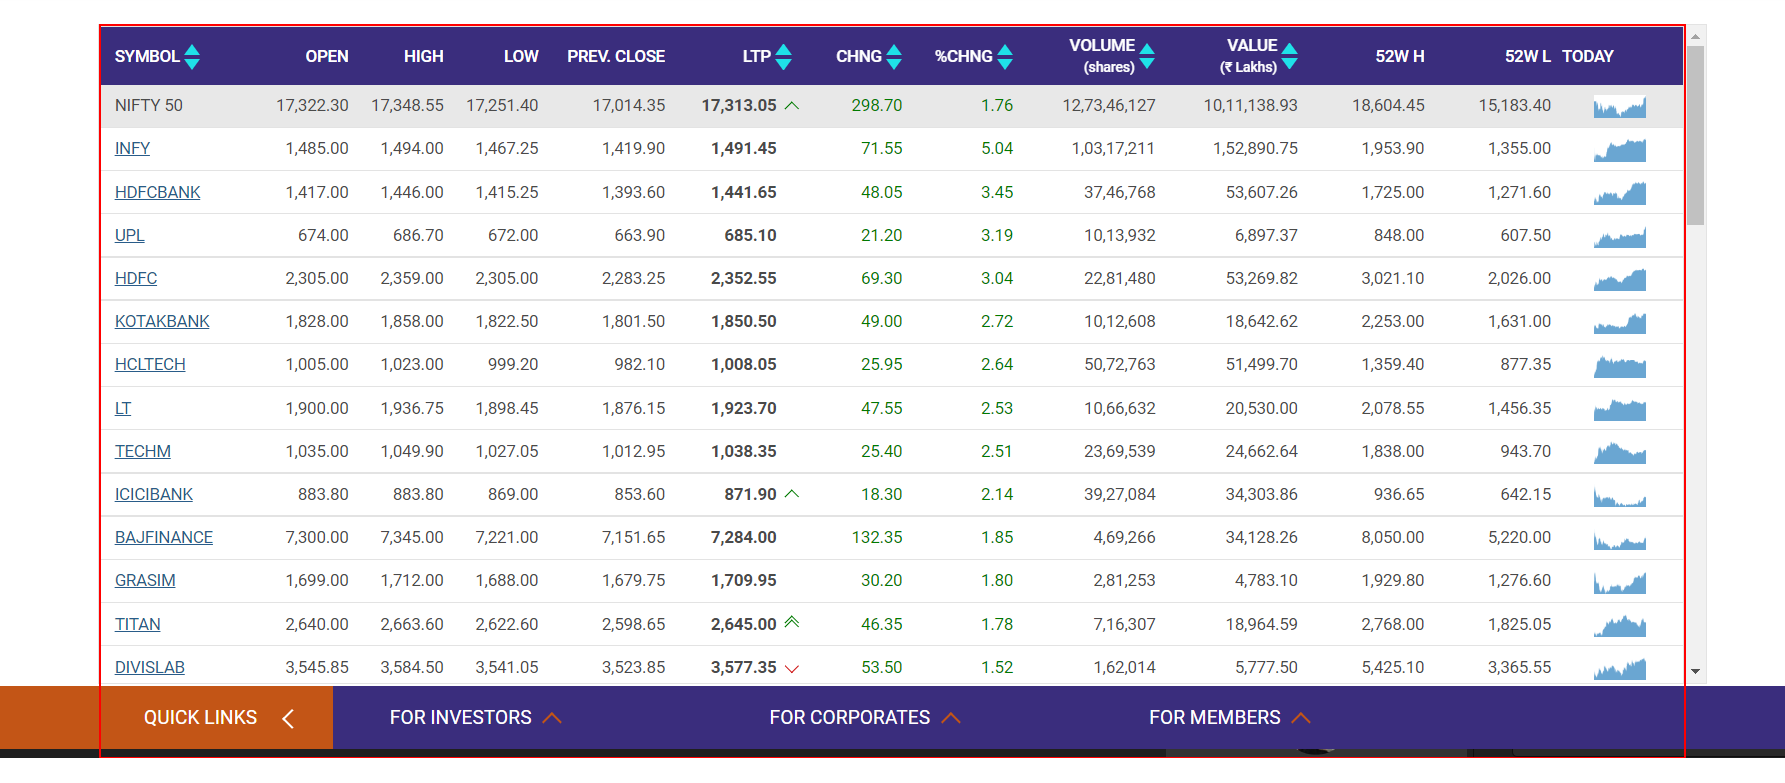 SYMBOL OPEN HIGH LOW PREV. CLOSE LTP CHNG %CHNG VOLUME (shares) VALUE (₹ Lakhs) 52W H 52W L TODAY
NIFTY 50 17,322.30 17,348.55 17,251.40 17,014.35 17,313.05 298.70 1.76 12,73,46,127 10,11,138.93 18,604.45 15,183.40
INFY 1,485.00 1,494.00 1,467.25 1,419.90 1,491.45 71.55 5.04 1,03,17,211 1,52,890.75 1,953.90 1,355.00
HDFCBANK 1,417.00 1,446.00 1,415.25 1,393.60 1,441.65 48.05 3.45 37,46,768 53,607.26 1,725.00 1,271.60
UPL 674.00 686.70 672.00 663.90 685.10 21.20 3.19 10,13,932 6,897.37 848.00 607.50
HDFC 2,305.00 2,359.00 2,305.00 2,283.25 2,352.55 69.30 3.04 22,81,480 53,269.82 3,021.10 2,026.00
KOTAKBANK 1,828.00 1,858.00 1,822.50 1,801.50 1,850.50 49.00 2.72 10,12,608 18,642.62 2,253.00 1,631.00
HCLTECH 1,005.00 1,023.00 999.20 982.10 1,008.05 25.95 2.64 50,72,763 51,499.70 1,359.40 877.35
LT 1,900.00 1,936.75 1,898.45 1,876.15 1,923.70 47.55 2.53 10,66,632 20,530.00 2,078.55 1,456.35
TECHM 1,035.00 1,049.90 1,027.05 1,012.95 1,038.35 25.40 2.51 23,69,539 24,662.64 1,838.00 943.70
ICICIBANK 883.80 883.80 869.00 853.60 871.90 18.30 2.14 39,27,084 34,303.86 936.65 642.15
BAJFINANCE 7,300.00 7,345.00 7,221.00 7,151.65 7,284.00 132.35 1.85 4,69,266 34,128.26 8,050.00 5,220.00
GRASIM 1,699.00 1,712.00 1,688.00 1,679.75 1,709.95 30.20 1.80 2,81,253 4,783.10 1,929.80 1,276.60
TITAN 2,640.00 2,663.60 2,622.60 2,598.65 2,645.00 46.35 1.78 7,16,307 18,964.59 2,768.00 1,825.05
DIVISLAB 3,545.85 3,584.50 3,541.05 3,523.85 3,577.35 53.50 1.52 1,62,014 5,777.50 5,425.10 3,365.55
QUICK LINKS FOR INVESTORS FOR CORPORATES FOR MEMBERS